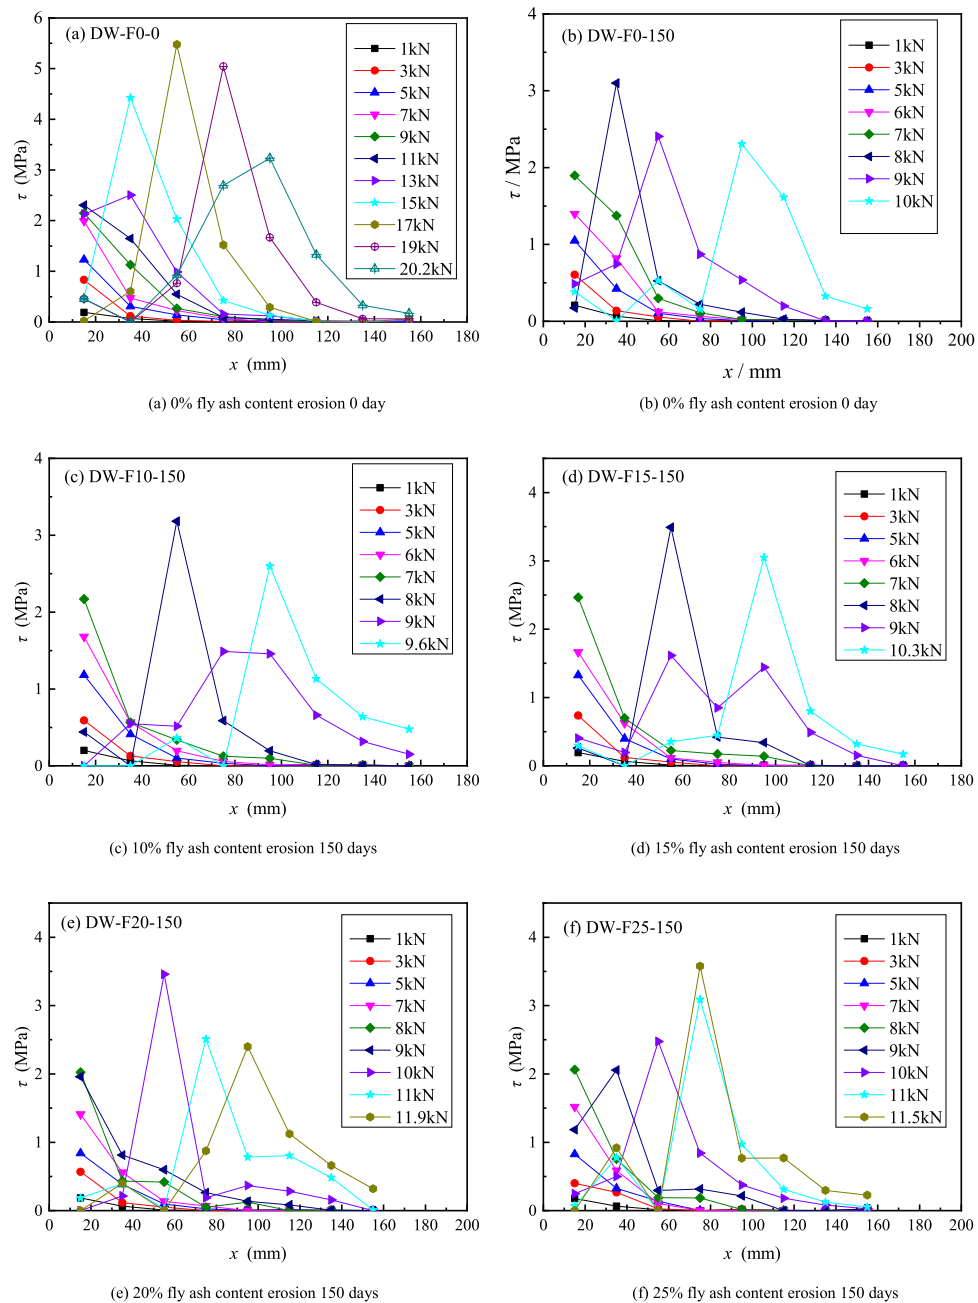 (a) DW-F0-0
1kN
3kN
5kN
7kN
9kN
11kN
13kN
15kN
17kN
19kN
20.2kN
τ (MPa)
6
5
4
3
2
1
0
0 20 40 60 80 100 120 140 160 180
x (mm)
(a) 0% fly ash content erosion 0 day
(b) DW-F0-150
1kN
3kN
5kN
6kN
7kN
8kN
9kN
10kN
τ / MPa
4
3
2
1
0
0 20 40 60 80 100 120 140 160 180 200
x / mm
(b) 0% fly ash content erosion 0 day
(c) DW-F10-150
1kN
3kN
5kN
6kN
7kN
8kN
9kN
9.6kN
τ (MPa)
4
3
2
1
0
0 20 40 60 80 100 120 140 160 180
x (mm)
(c) 10% fly ash content erosion 150 days
(d) DW-F15-150
1kN
3kN
5kN
6kN
7kN
8kN
9kN
10.3kN
τ (MPa)
4
3
2
1
0
0 20 40 60 80 100 120 140 160 180
x (mm)
(d) 15% fly ash content erosion 150 days
(e) DW-F20-150
1kN
3kN
5kN
7kN
8kN
9kN
10kN
11kN
11.9kN
τ (MPa)
4
3
2
1
0
0 20 40 60 80 100 120 140 160 180 200
x (mm)
(e) 20% fly ash content erosion 150 days
(f) DW-F25-150
1kN
3kN
5kN
7kN
8kN
9kN
10kN
11kN
11.5kN
τ (MPa)
4
3
2
1
0
0 20 40 60 80 100 120 140 160 180 200
x (mm)
(f) 25% fly ash content erosion 150 days